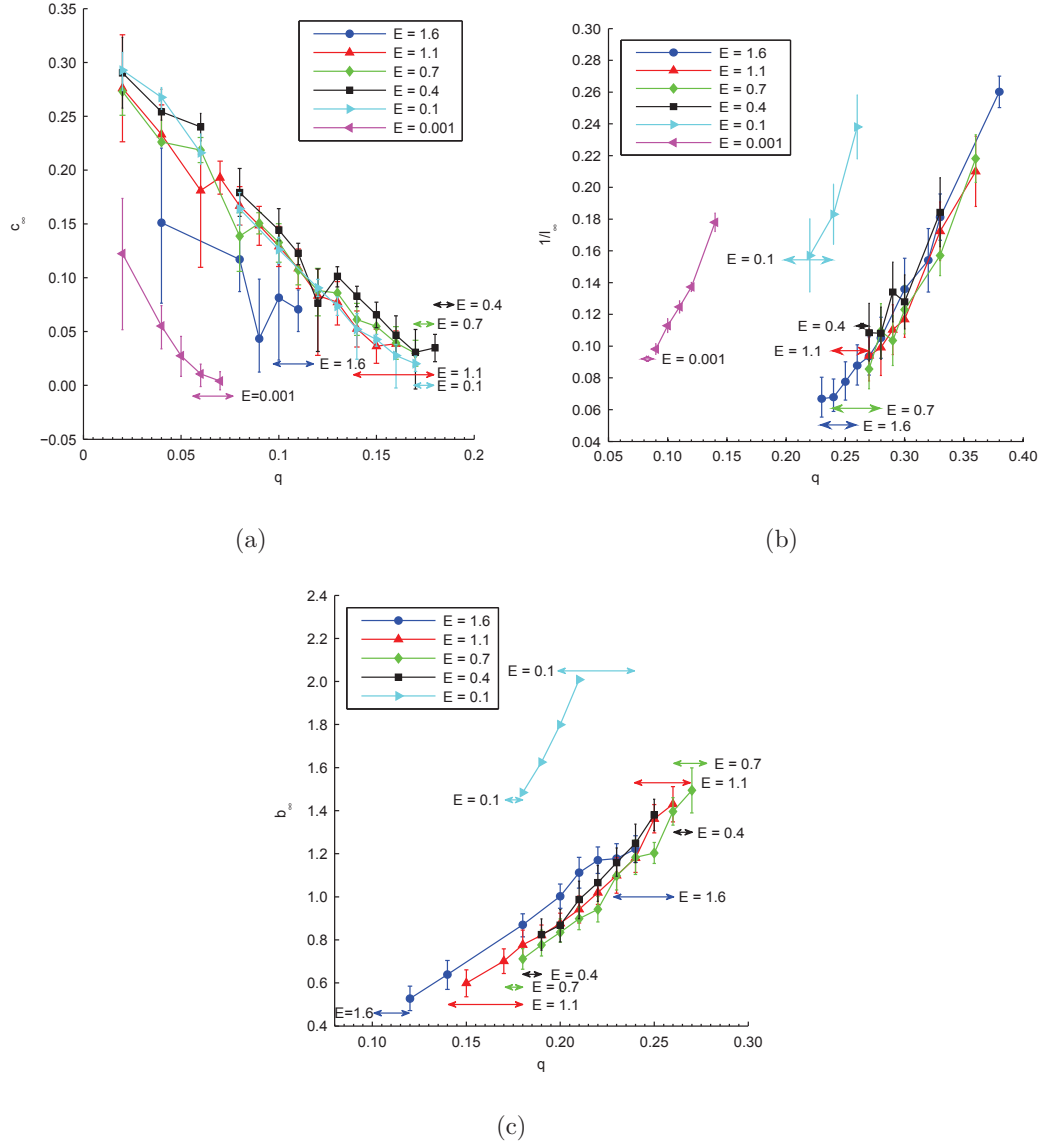 0.35
0.30
0.25
0.20
0.15
0.10
0.05
0.00
−0.05
c∞
0 0.05 0.1 0.15 0.2
q
E = 1.6
E = 1.1
E = 0.7
E = 0.4
E = 0.1
E = 0.001
E = 0.4
E = 0.7
E = 1.6
E = 1.1
E = 0.1
E=0.001
(a)
0.30
0.28
0.26
0.24
0.22
0.20
0.18
0.16
0.14
0.12
0.10
0.08
0.06
0.04
1/l∞
0.05 0.10 0.15 0.20 0.25 0.30 0.35 0.40
q
E = 1.6
E = 1.1
E = 0.7
E = 0.4
E = 0.1
E = 0.001
E = 0.1
E = 0.4
E = 1.1
E = 0.001
E = 0.7
E = 1.6
(b)
2.4
2.2
2.0
1.8
1.6
1.4
1.2
1.0
0.8
0.6
0.4
b∞
0.10 0.15 0.20 0.25 0.30
q
E = 1.6
E = 1.1
E = 0.7
E = 0.4
E = 0.1
E = 0.1
E = 0.7
E = 1.1
E = 0.1
E = 0.4
E = 1.6
E = 0.4
E = 0.7
E = 1.1
E=1.6
(c)